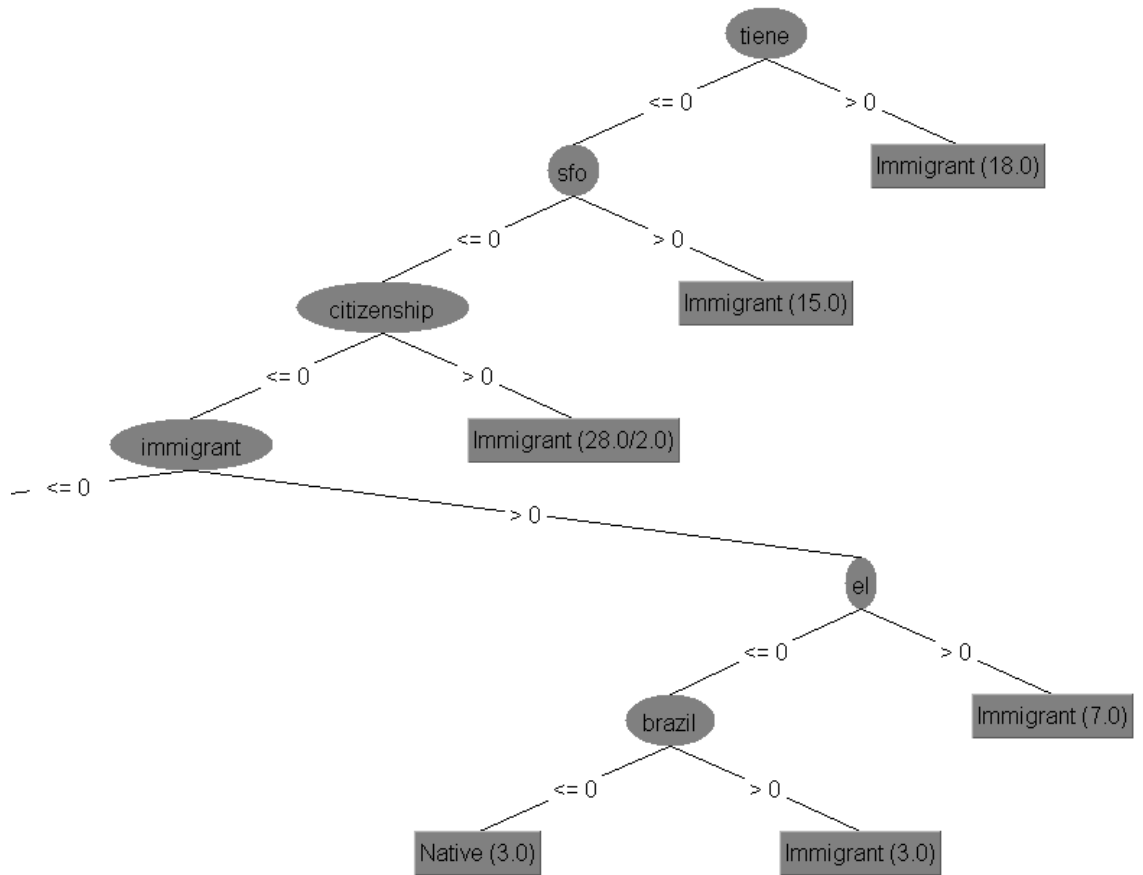 tiene
<= 0
> 0
sfo
Immigrant (18.0)
<= 0
> 0
citizenship
Immigrant (15.0)
<= 0
> 0
immigrant
Immigrant (28.0/2.0)
<= 0
> 0
el
<= 0
> 0
brazil
Immigrant (7.0)
<= 0
> 0
Native (3.0)
Immigrant (3.0)